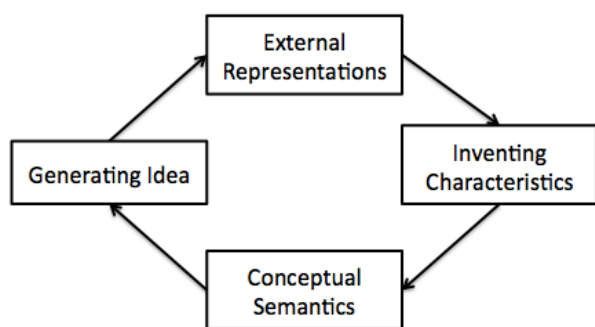 External
Representations
Generating Idea
Inventing
Characteristics
Conceptual
Semantics